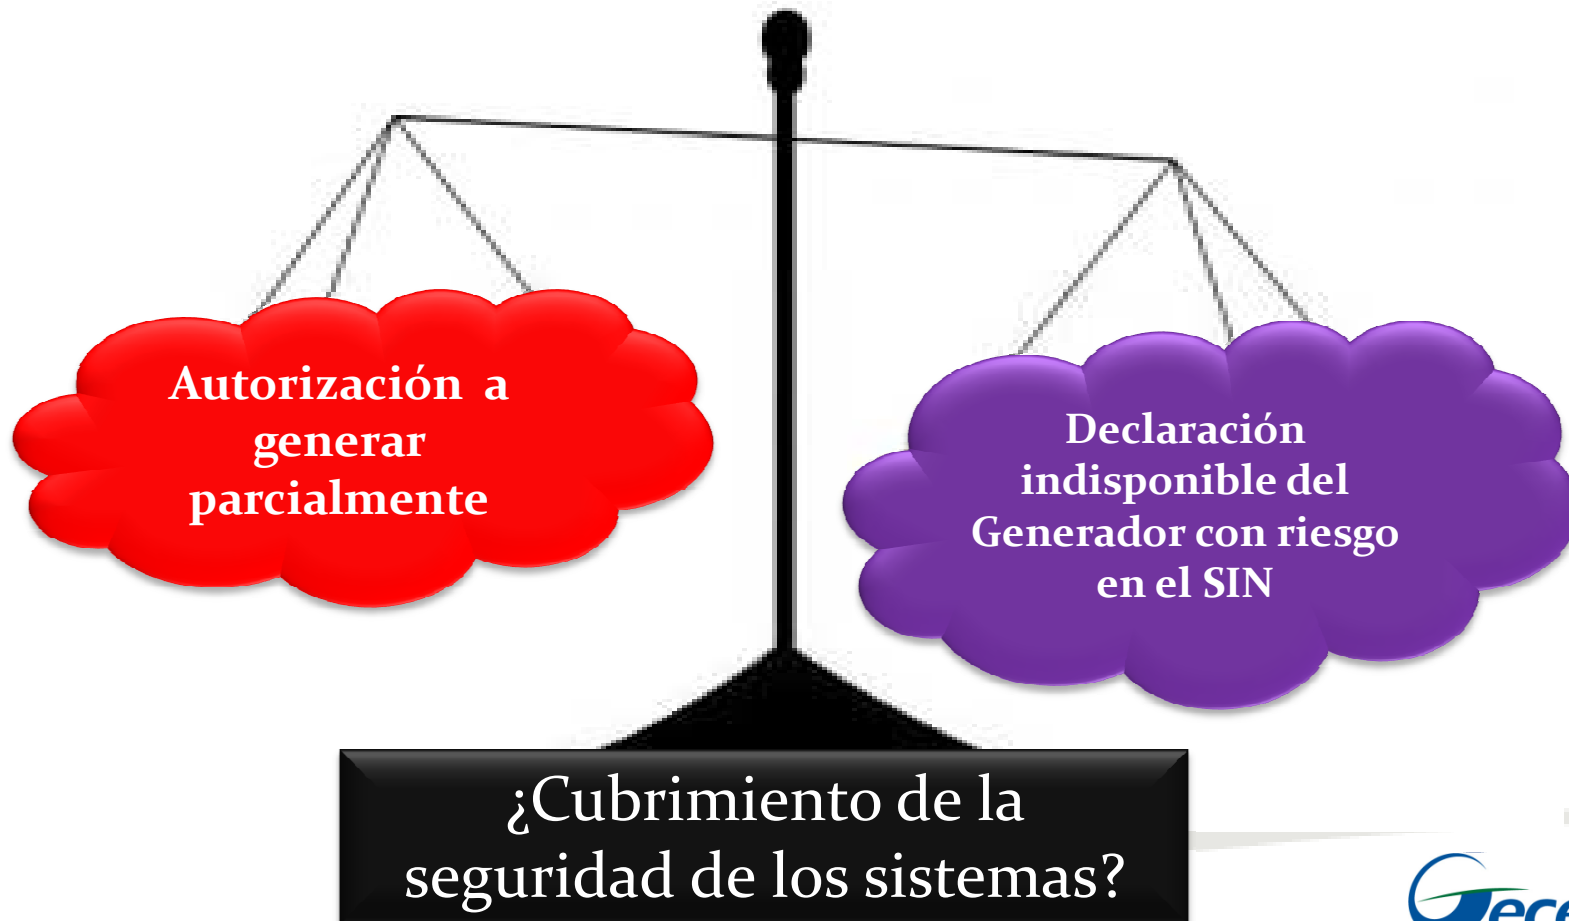 Autorización a
generar
parcialmente
Declaración
indisponible del
Generador con riesgo
en el SIN
¿Cubrimiento de la
seguridad de los sistemas?